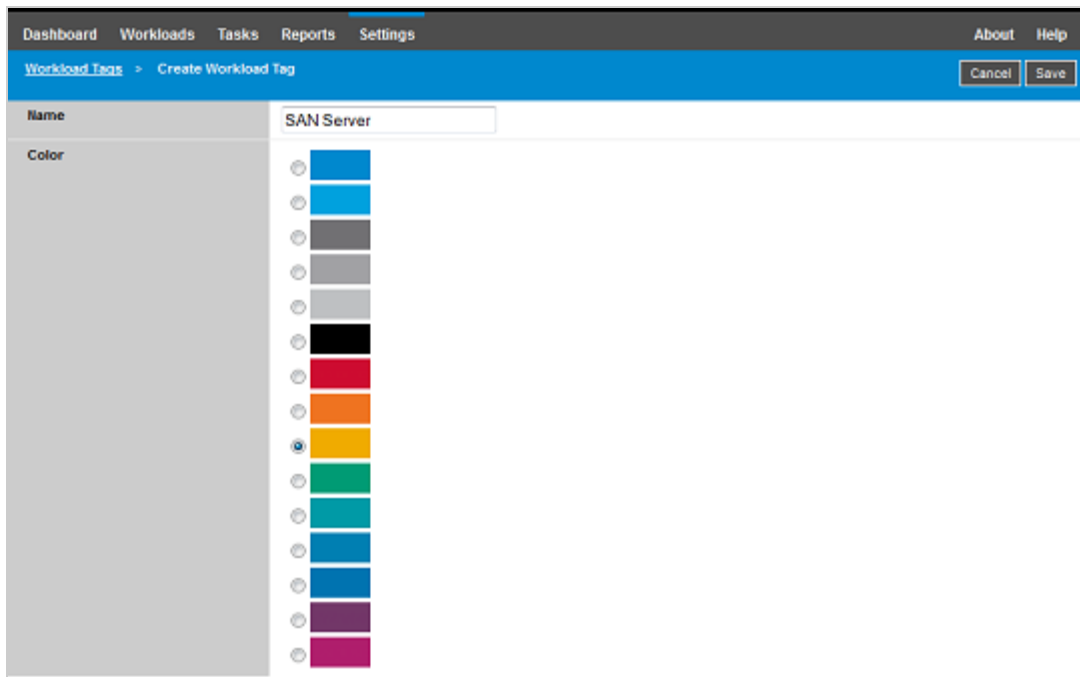 Dashboard Workloads Tasks Reports Settings About Help
Workload Tags > Create Workload Tag Cancel Save
Name SAN Server
Color